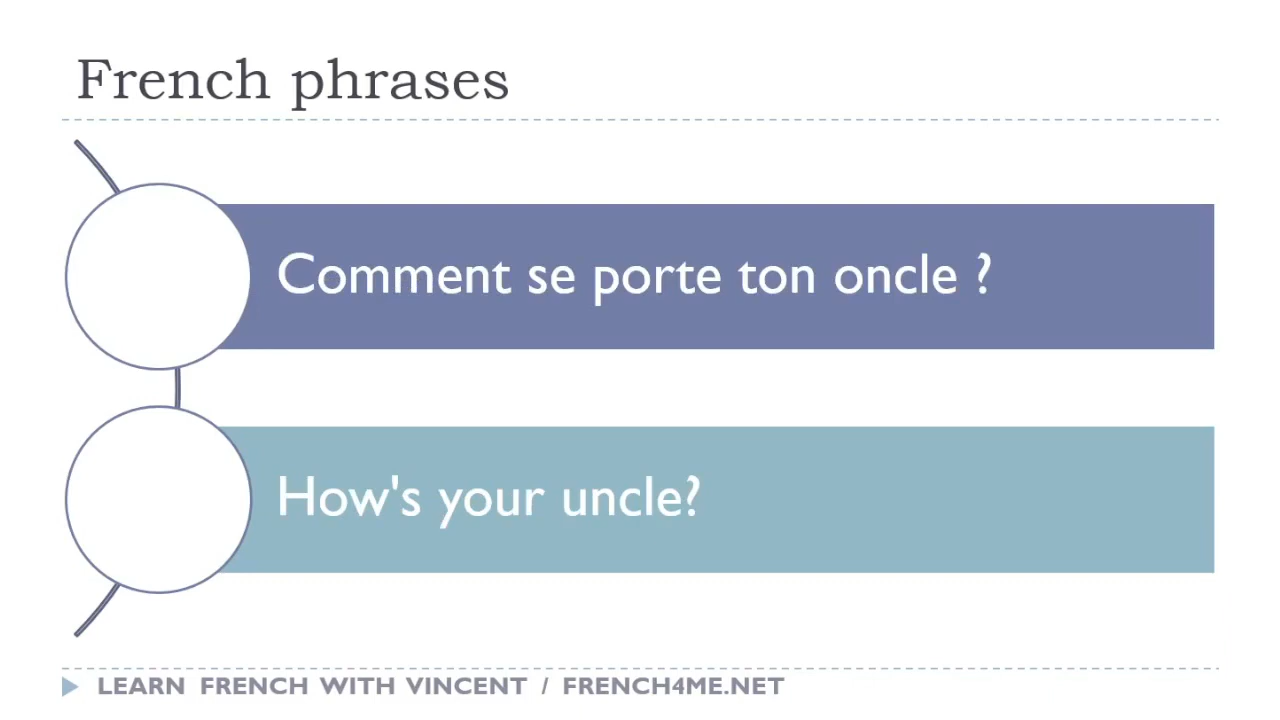 French phrases
Comment se porte ton oncle ?
How's your uncle?
LEARN FRENCH WITH VINCENT / FRENCH4ME.NET